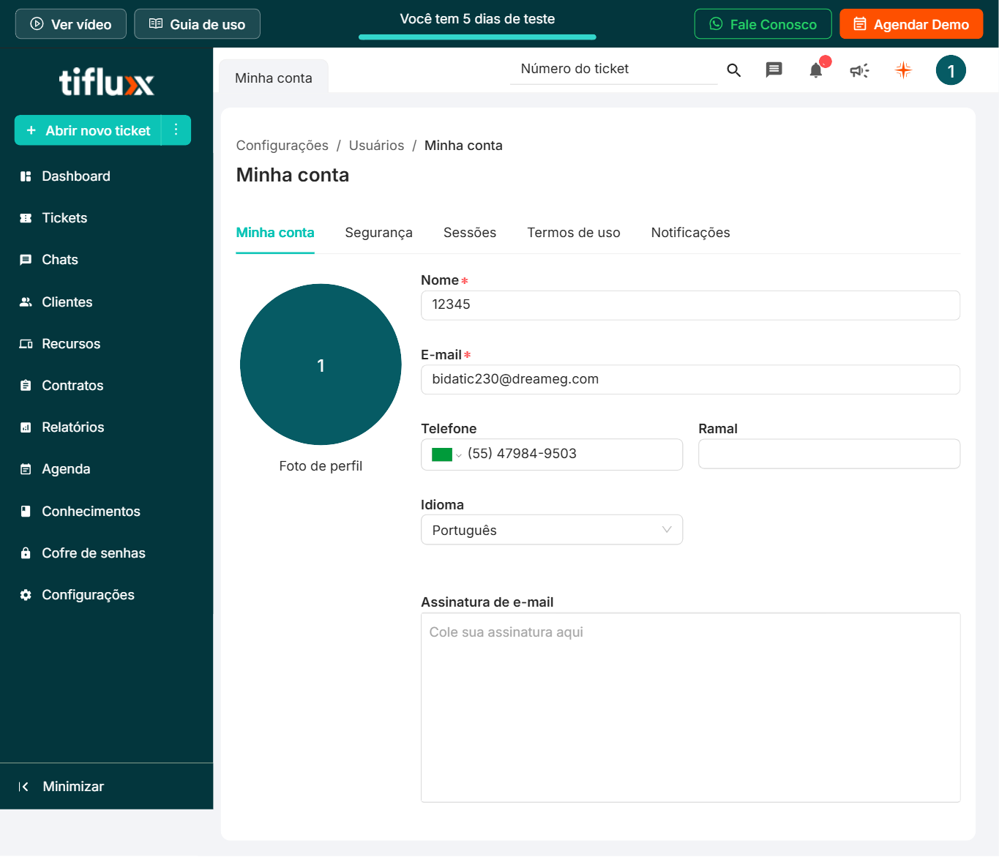 Ver vídeo
Guia de uso
Você tem 5 dias de teste
Fale Conosco
Agendar Demo
tiflux
Abrir novo ticket
Dashboard
Tickets
Chats
Clientes
Recursos
Contratos
Relatórios
Agenda
Conhecimentos
Cofre de senhas
Configurações
Minimizar
Minha conta
Número do ticket
1
Configurações / Usuários / Minha conta
Minha conta
Minha conta
Segurança
Sessões
Termos de uso
Notificações
1
Foto de perfil
Nome*
12345
E-mail*
bidatic230@dreameg.com
Telefone
(55) 47984-9503
Ramal
Idioma
Português
Assinatura de e-mail
Cole sua assinatura aqui